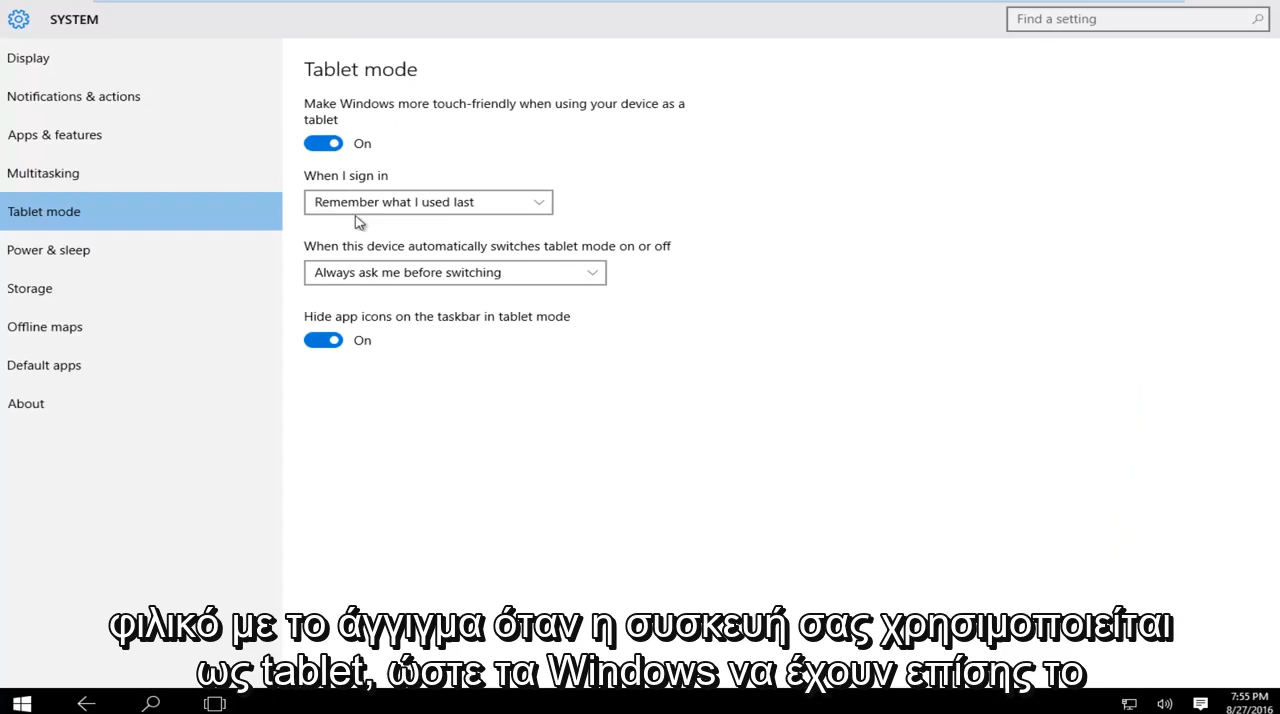 SYSTEM
Find a setting
Display
Notifications & actions
Apps & features
Multitasking
Tablet mode
Power & sleep
Storage
Offline maps
Default apps
About
Tablet mode
Make Windows more touch-friendly when using your device as a
tablet
On
When I sign in
Remember what I used last
When this device automatically switches tablet mode on or off
Always ask me before switching
Hide app icons on the taskbar in tablet mode
On
φιλικό με το άγγιγμα όταν η συσκευή σας χρησιμοποιείται
ως tablet, ώστε τα Windows να έχουν επίσης το
7:55 PM
8/27/2016